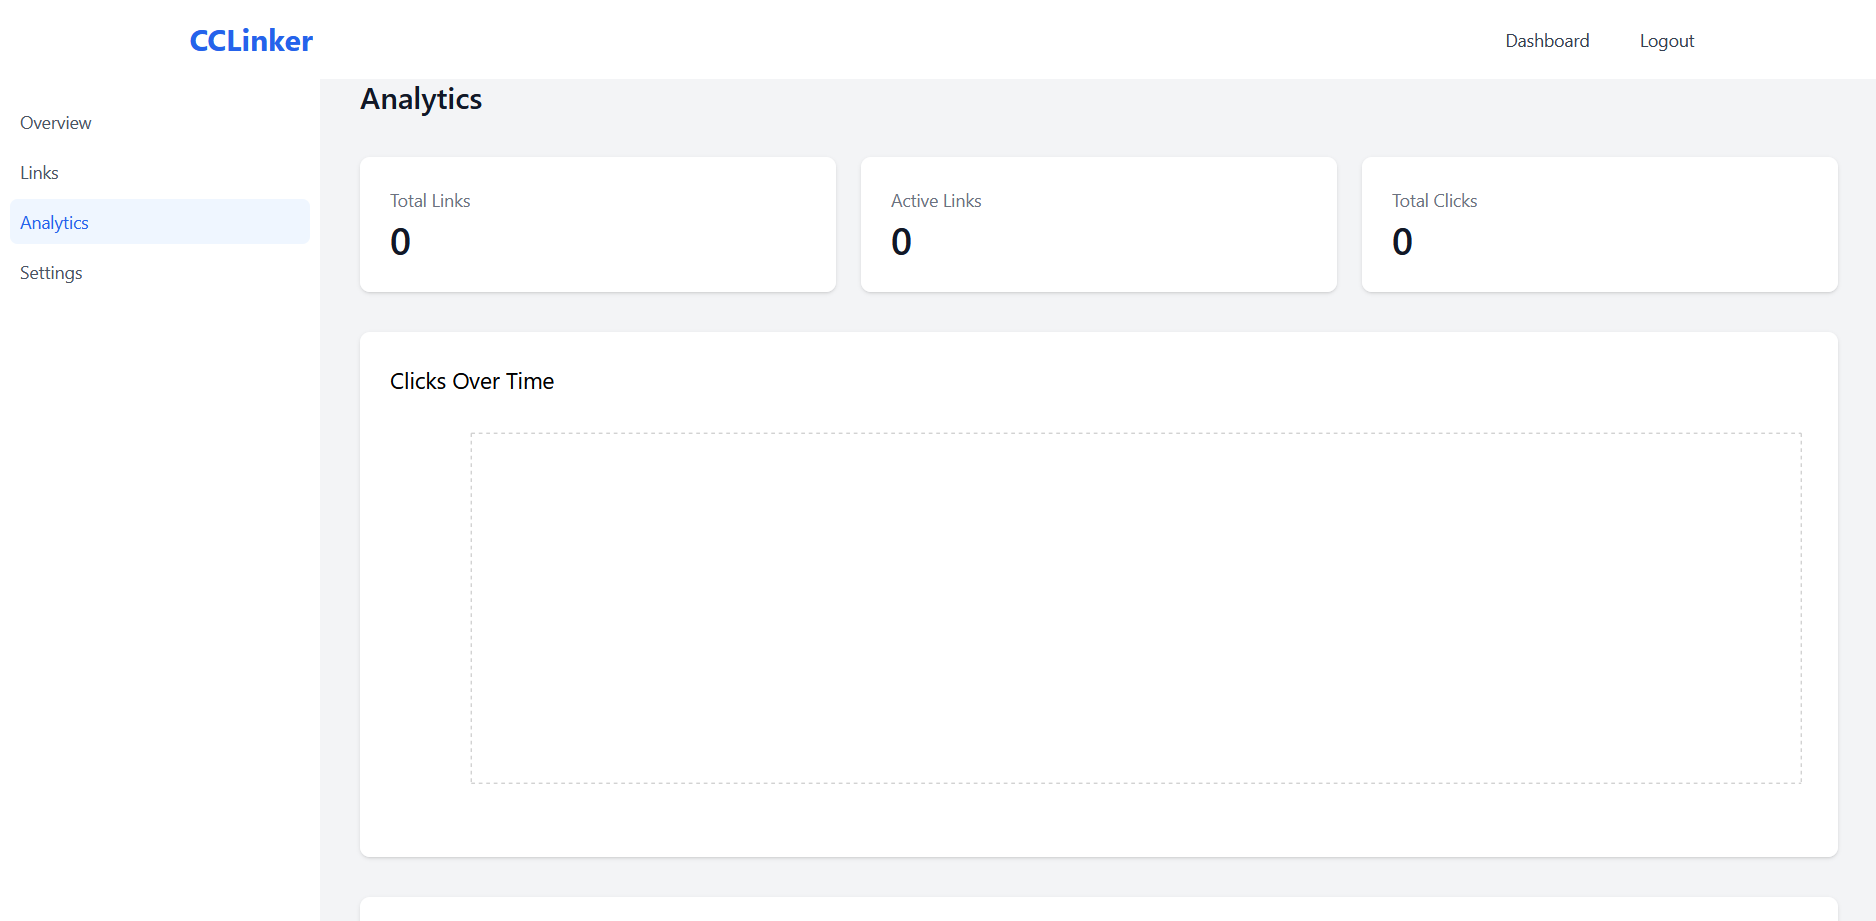 CCLinker
Dashboard
Logout
Overview
Links
Analytics
Settings
Analytics
Total Links
0
Active Links
0
Total Clicks
0
Clicks Over Time